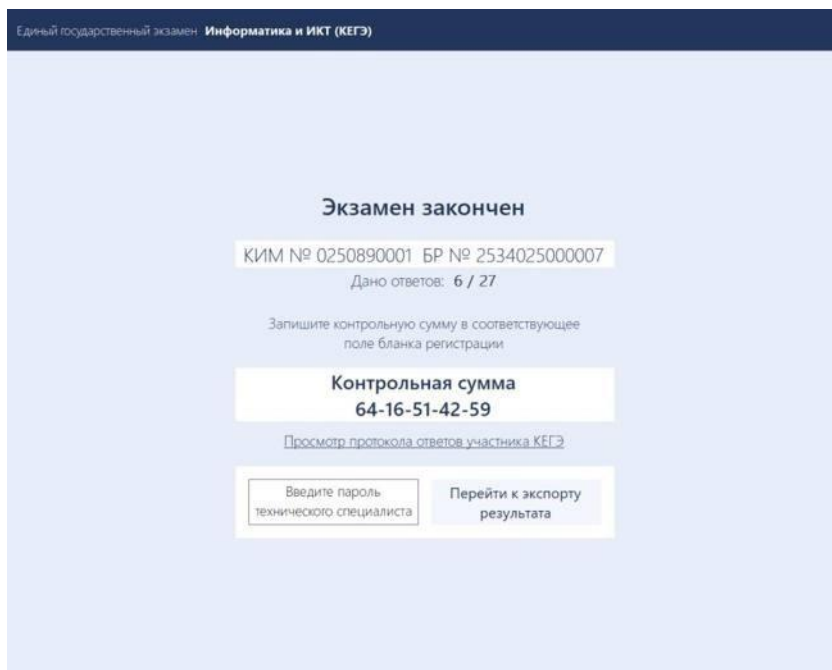 Единый государственный экзамен Информатика и ИКТ (КЕГЭ)
Экзамен закончен
КИМ № 0250890001 БР № 2534025000007
Дано ответов: 6 / 27
Запишите контрольную сумму в соответствующее
поле бланка регистрации
Контрольная сумма
64-16-51-42-59
Просмотр протокола ответов участника КЕГЭ
Введите пароль
технического специалиста
Перейти к экспорту
результата